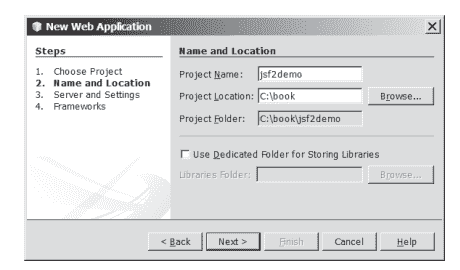 New Web Application
Steps
1. Choose Project
2. Name and Location
3. Server and Settings
4. Frameworks
Name and Location
Project Name: jsf2demo
Project Location: C:\book Browse...
Project Folder: C:\book\jsf2demo
Use Dedicated Folder for Storing Libraries
Libraries Folder: Browse...
< Back Next > Finish Cancel Help